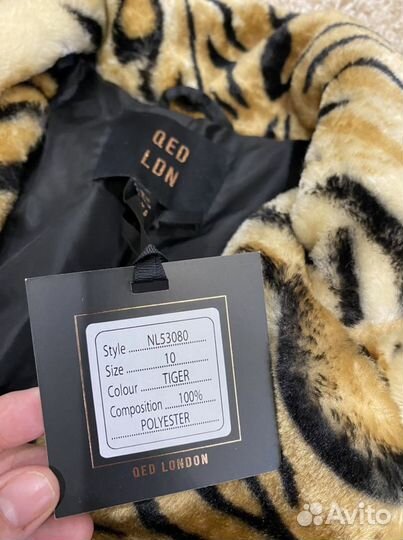 QED
LDN
Style NL53080
Size 10
Colour TIGER
Composition 100%
POLYESTER
QED LONDON
Avito